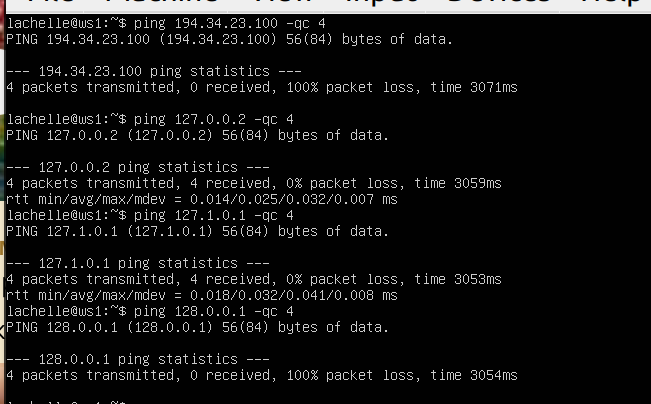 File Machine View Input Devices Help
lachelle@ws1:~$ ping 194.34.23.100 -qc 4
PING 194.34.23.100 (194.34.23.100) 56(84) bytes of data.
--- 194.34.23.100 ping statistics ---
4 packets transmitted, 0 received, 100% packet loss, time 3071ms
lachelle@ws1:~$ ping 127.0.0.2 -qc 4
PING 127.0.0.2 (127.0.0.2) 56(84) bytes of data.
--- 127.0.0.2 ping statistics ---
4 packets transmitted, 4 received, 0% packet loss, time 3059ms
rtt min/avg/max/mdev = 0.014/0.025/0.032/0.007 ms
lachelle@ws1:~$ ping 127.1.0.1 -qc 4
PING 127.1.0.1 (127.1.0.1) 56(84) bytes of data.
--- 127.1.0.1 ping statistics ---
4 packets transmitted, 4 received, 0% packet loss, time 3053ms
rtt min/avg/max/mdev = 0.018/0.032/0.041/0.008 ms
lachelle@ws1:~$ ping 128.0.0.1 -qc 4
PING 128.0.0.1 (128.0.0.1) 56(84) bytes of data.
--- 128.0.0.1 ping statistics ---
4 packets transmitted, 0 received, 100% packet loss, time 3054ms